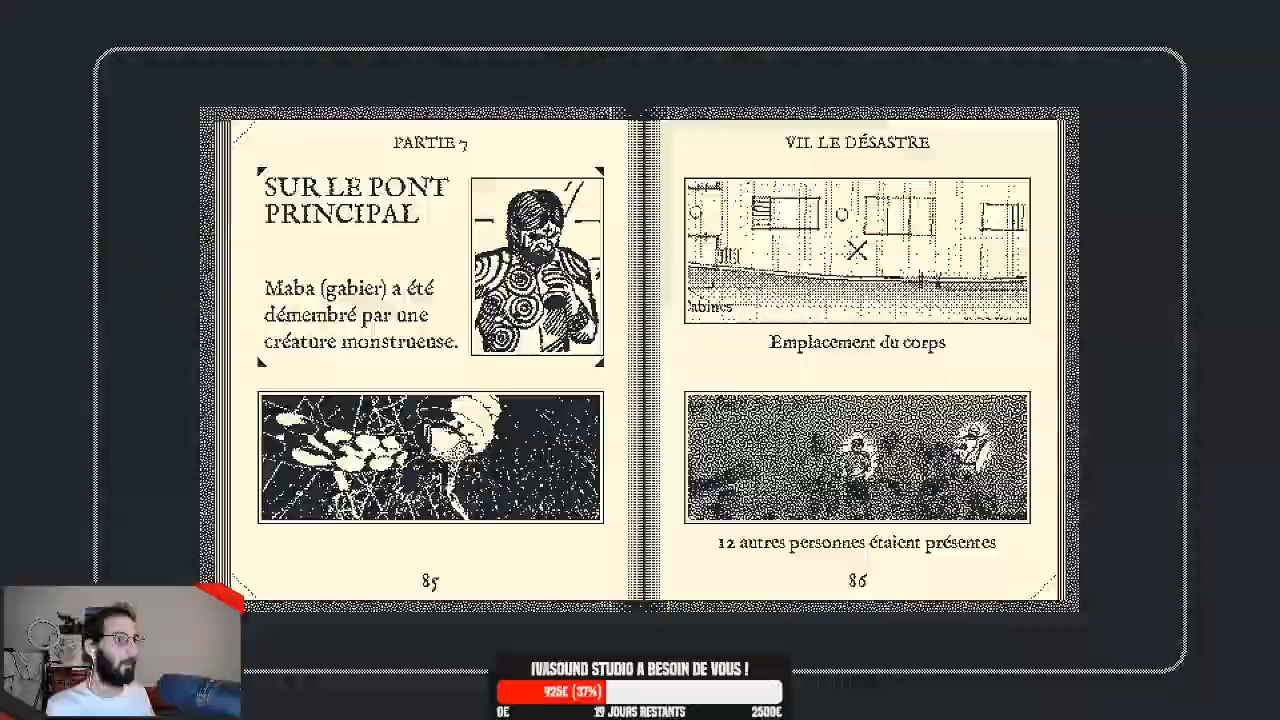 PARTIE 7
SUR LE PONT
PRINCIPAL
Maba (gabier) a été
démembré par une
créature monstrueuse.
85
VII. LE DÉSASTRE
Emplacement du corps
12 autres personnes étaient présentes
86
IVASOUND STUDIO A BESOIN DE VOUS !
925€ (37%)
0€ 19 JOURS RESTANTS 2500€